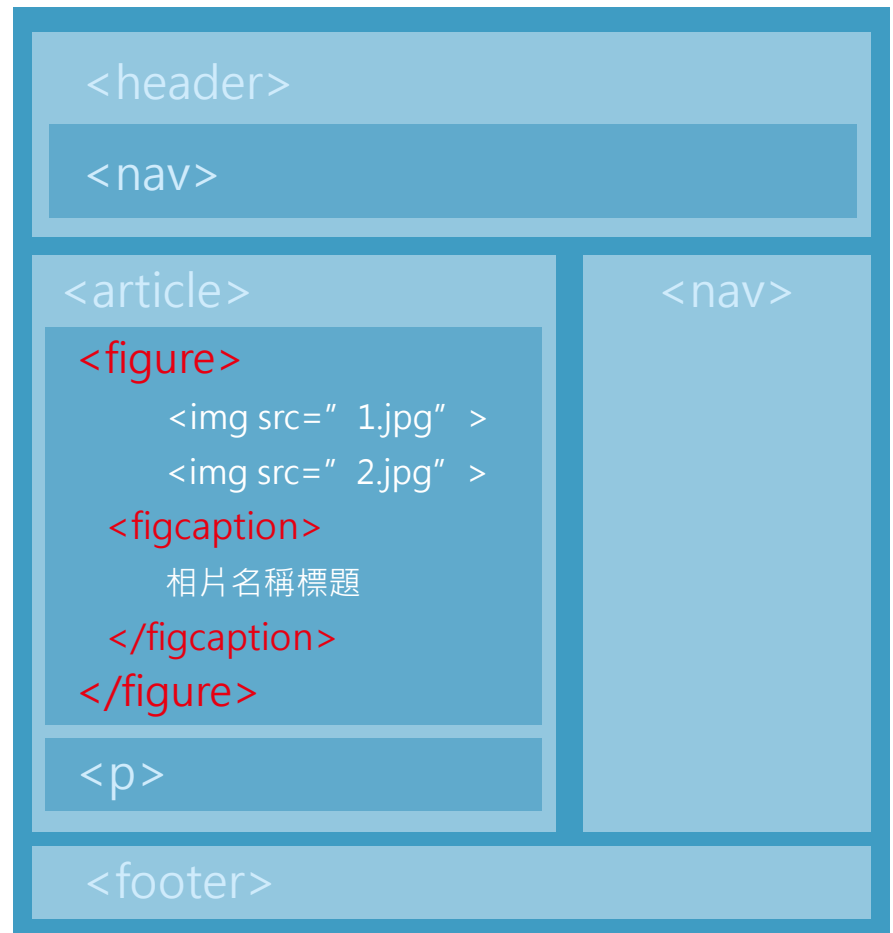 <header>
<nav>
<article>
<figure>
<img src=” 1.jpg” >
<img src=” 2.jpg” >
<figcaption>
相片名稱標題
</figcaption>
</figure>
<p>
<nav>
<footer>